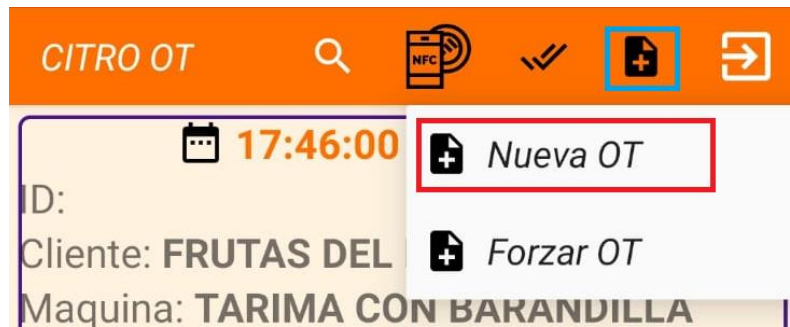 CITRO OT
NFC
17:46:00
Nueva OT
ID:
Cliente: FRUTAS DEL
Forzar OT
Maquina: TARIMA CON BARANDILLA